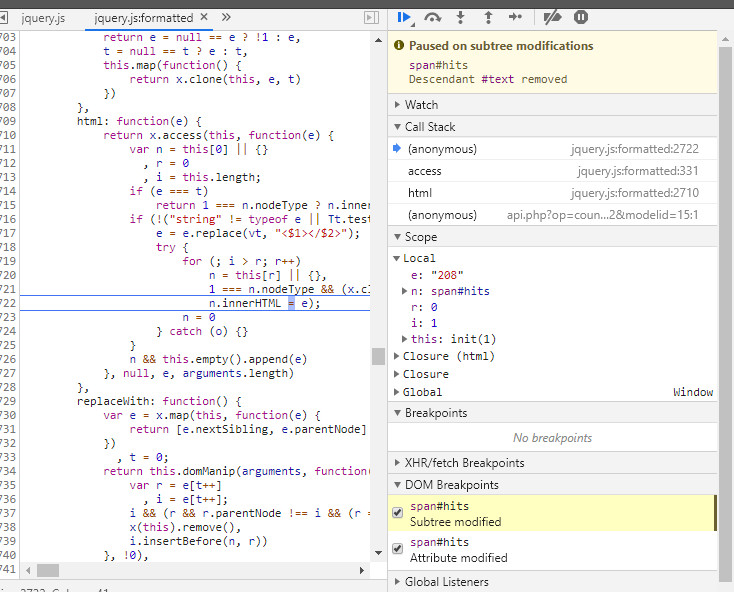 jquery.js jquery.js:formatted × »
703 return e = null == e ? !1 : e,
704 t = null == t ? e : t,
705 this.map(function() {
706 return x.clone(this, e, t)
707 })
708 },
709 html: function(e) {
710 return x.access(this, function(e) {
711 var n = this[0] || {}
712 , r = 0
713 , i = this.length;
714 if (e === t)
715 return 1 === n.nodeType ? n.inner
716 if (!("string" != typeof e || Tt.test
717 e = e.replace(vt, "<$1></$2>");
718 try {
719 for (; i > r; r++)
720 n = this[r] || {},
721 1 === n.nodeType && (x.cl
722 n.innerHTML = e);
723 n = 0
724 } catch (o) {}
725 }
726 n && this.empty().append(e)
727 }, null, e, arguments.length)
728 },
729 replaceWith: function() {
730 var e = x.map(this, function(e) {
731 return [e.nextSibling, e.parentNode]
732 })
733 , t = 0;
734 return this.domManip(arguments, function(
735 var r = e[t++]
736 , i = e[t++];
737 i && (r && r.parentNode !== i && (r =
738 x(this).remove(),
739 i.insertBefore(n, r))
740 }, !0),
741
Paused on subtree modifications
span#hits
Descendant #text removed
Watch
Call Stack
(anonymous) jquery.js:formatted:2722
access jquery.js:formatted:331
html jquery.js:formatted:2710
(anonymous) api.php?op=coun…2&modelid=15:1
Scope
Local
e: "208"
n: span#hits
r: 0
i: 1
this: init(1)
Closure (html)
Closure
Global Window
Breakpoints
No breakpoints
XHR/fetch Breakpoints
DOM Breakpoints
span#hits
Subtree modified
span#hits
Attribute modified
Global Listeners